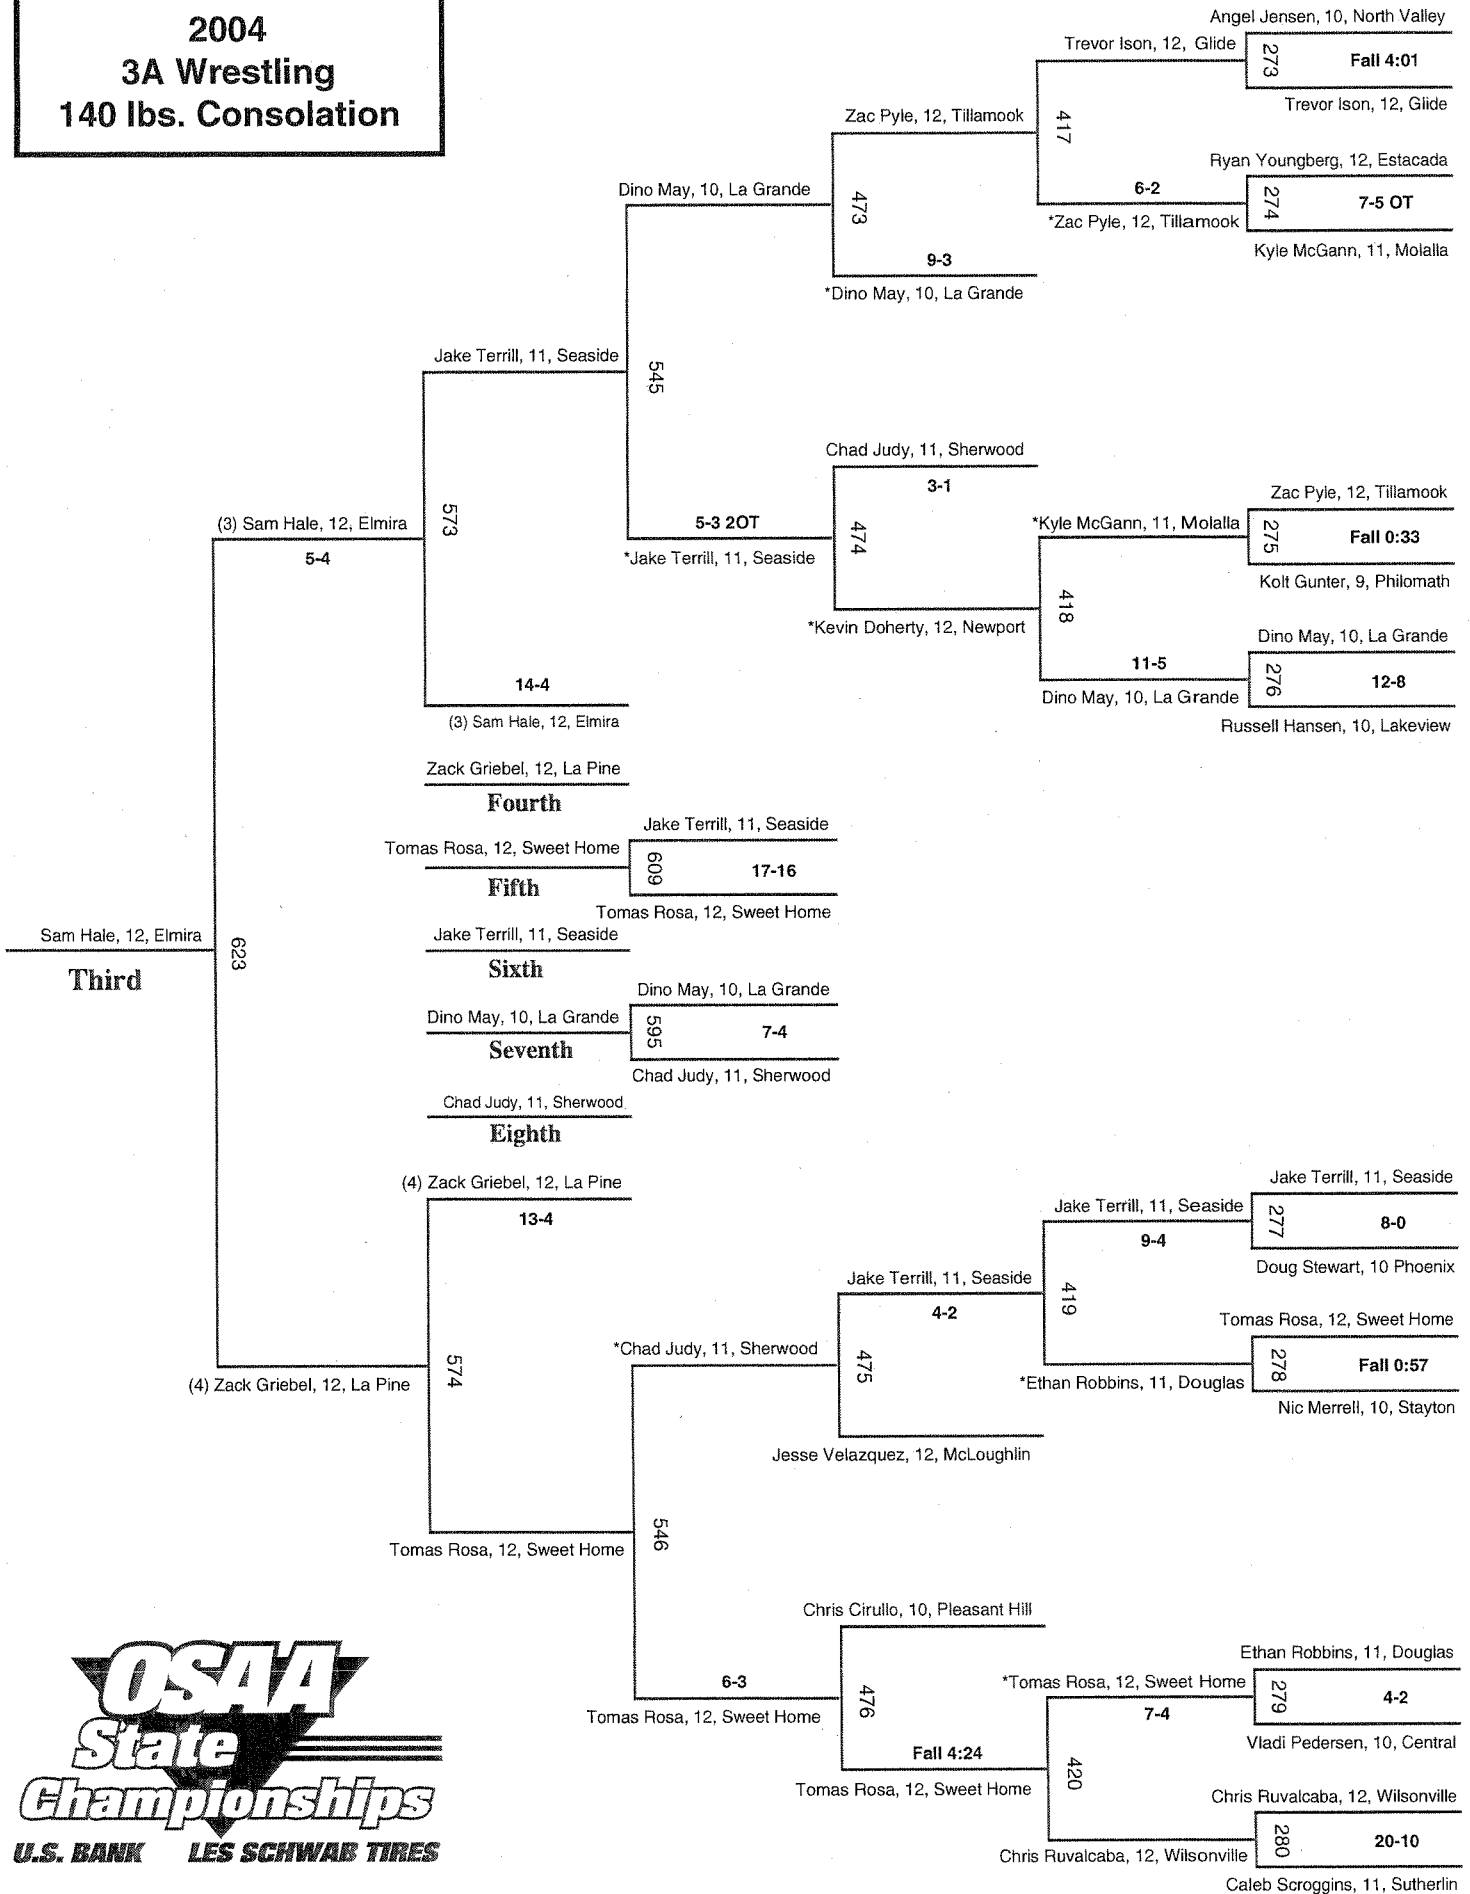 2004
3A Wrestling
140 lbs. Consolation
Angel Jensen, 10, North Valley
Trevor Ison, 12, Glide
273
Fall 4:01
Trevor Ison, 12, Glide
Zac Pyle, 12, Tillamook
417
Ryan Youngberg, 12, Estacada
6-2
274
7-5 OT
*Zac Pyle, 12, Tillamook
Kyle McGann, 11, Molalla
Dino May, 10, La Grande
473
9-3
*Dino May, 10, La Grande
Jake Terrill, 11, Seaside
545
Chad Judy, 11, Sherwood
3-1
Zac Pyle, 12, Tillamook
*Kyle McGann, 11, Molalla
275
Fall 0:33
Kolt Gunter, 9, Philomath
5-3 2OT
*Jake Terrill, 11, Seaside
474
418
*Kevin Doherty, 12, Newport
Dino May, 10, La Grande
11-5
276
12-8
Dino May, 10, La Grande
Russell Hansen, 10, Lakeview
(3) Sam Hale, 12, Elmira
5-4
573
14-4
(3) Sam Hale, 12, Elmira
Zack Griebel, 12, La Pine
Fourth
Jake Terrill, 11, Seaside
Tomas Rosa, 12, Sweet Home
609
17-16
Fifth
Tomas Rosa, 12, Sweet Home
Sam Hale, 12, Elmira
Third
623
Jake Terrill, 11, Seaside
Sixth
Dino May, 10, La Grande
Dino May, 10, La Grande
595
7-4
Seventh
Chad Judy, 11, Sherwood
Chad Judy, 11, Sherwood
Eighth
(4) Zack Griebel, 12, La Pine
13-4
Jake Terrill, 11, Seaside
Jake Terrill, 11, Seaside
277
8-0
9-4
Doug Stewart, 10 Phoenix
Jake Terrill, 11, Seaside
4-2
419
Tomas Rosa, 12, Sweet Home
278
Fall 0:57
*Ethan Robbins, 11, Douglas
Nic Merrell, 10, Stayton
*Chad Judy, 11, Sherwood
475
Jesse Velazquez, 12, McLoughlin
(4) Zack Griebel, 12, La Pine
574
546
Tomas Rosa, 12, Sweet Home
Chris Cirullo, 10, Pleasant Hill
6-3
Tomas Rosa, 12, Sweet Home
476
Ethan Robbins, 11, Douglas
*Tomas Rosa, 12, Sweet Home
279
4-2
7-4
Vladi Pedersen, 10, Central
Fall 4:24
Tomas Rosa, 12, Sweet Home
420
Chris Ruvalcaba, 12, Wilsonville
280
20-10
Chris Ruvalcaba, 12, Wilsonville
Caleb Scroggins, 11, Sutherlin
OSAA
State
Championships
U.S. BANK LES SCHWAB TIRES